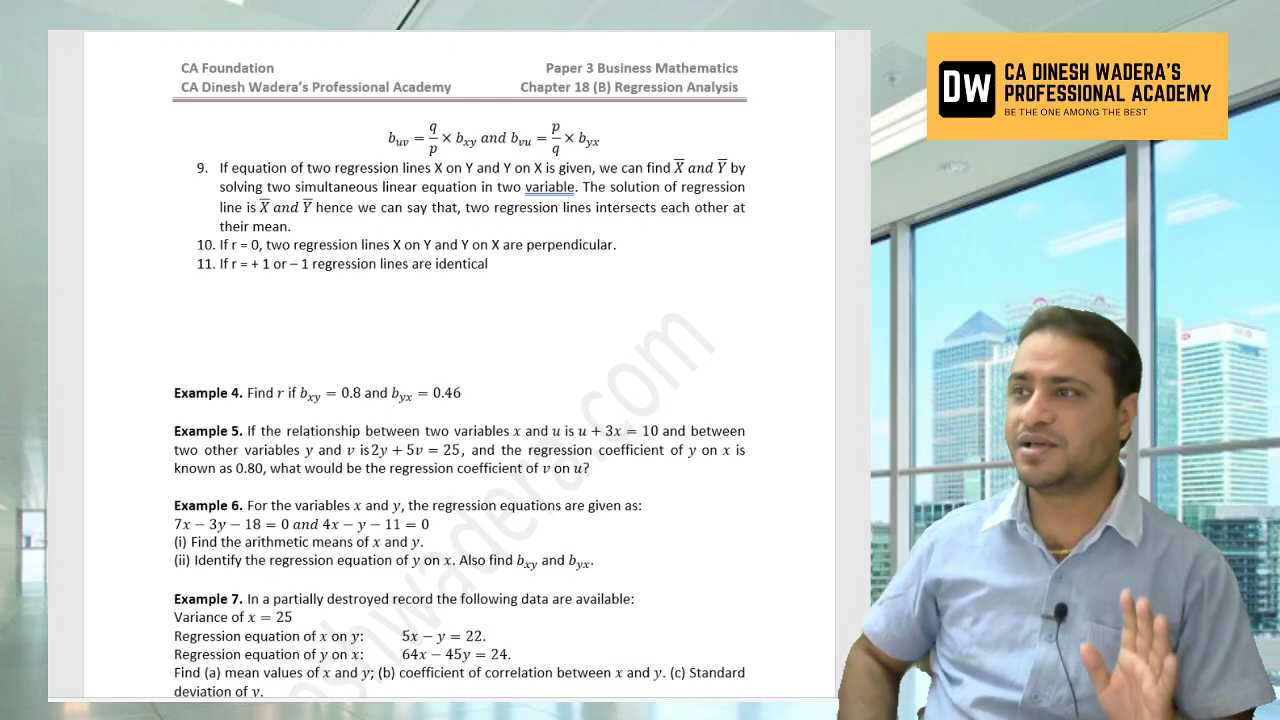 CA Foundation Paper 3 Business Mathematics
CA Dinesh Wadera's Professional Academy Chapter 18 (B) Regression Analysis
b_uv = q/p × b_xy and b_vu = p/q × b_yx
9. If equation of two regression lines X on Y and Y on X is given, we can find X̅ and Y̅ by
solving two simultaneous linear equation in two variable. The solution of regression
line is X̅ and Y̅ hence we can say that, two regression lines intersects each other at
their mean.
10. If r = 0, two regression lines X on Y and Y on X are perpendicular.
11. If r = + 1 or – 1 regression lines are identical
Example 4. Find r if b_xy = 0.8 and b_yx = 0.46
Example 5. If the relationship between two variables x and u is u + 3x = 10 and between
two other variables y and v is 2y + 5v = 25, and the regression coefficient of y on x is
known as 0.80, what would be the regression coefficient of v on u?
Example 6. For the variables x and y, the regression equations are given as:
7x − 3y − 18 = 0 and 4x − y − 11 = 0
(i) Find the arithmetic means of x and y.
(ii) Identify the regression equation of y on x. Also find b_xy and b_yx.
Example 7. In a partially destroyed record the following data are available:
Variance of x = 25
Regression equation of x on y: 5x − y = 22.
Regression equation of y on x: 64x − 45y = 24.
Find (a) mean values of x and y; (b) coefficient of correlation between x and y. (c) Standard
deviation of y.
DW
CA DINESH WADERA'S
PROFESSIONAL ACADEMY
BE THE ONE AMONG THE BEST